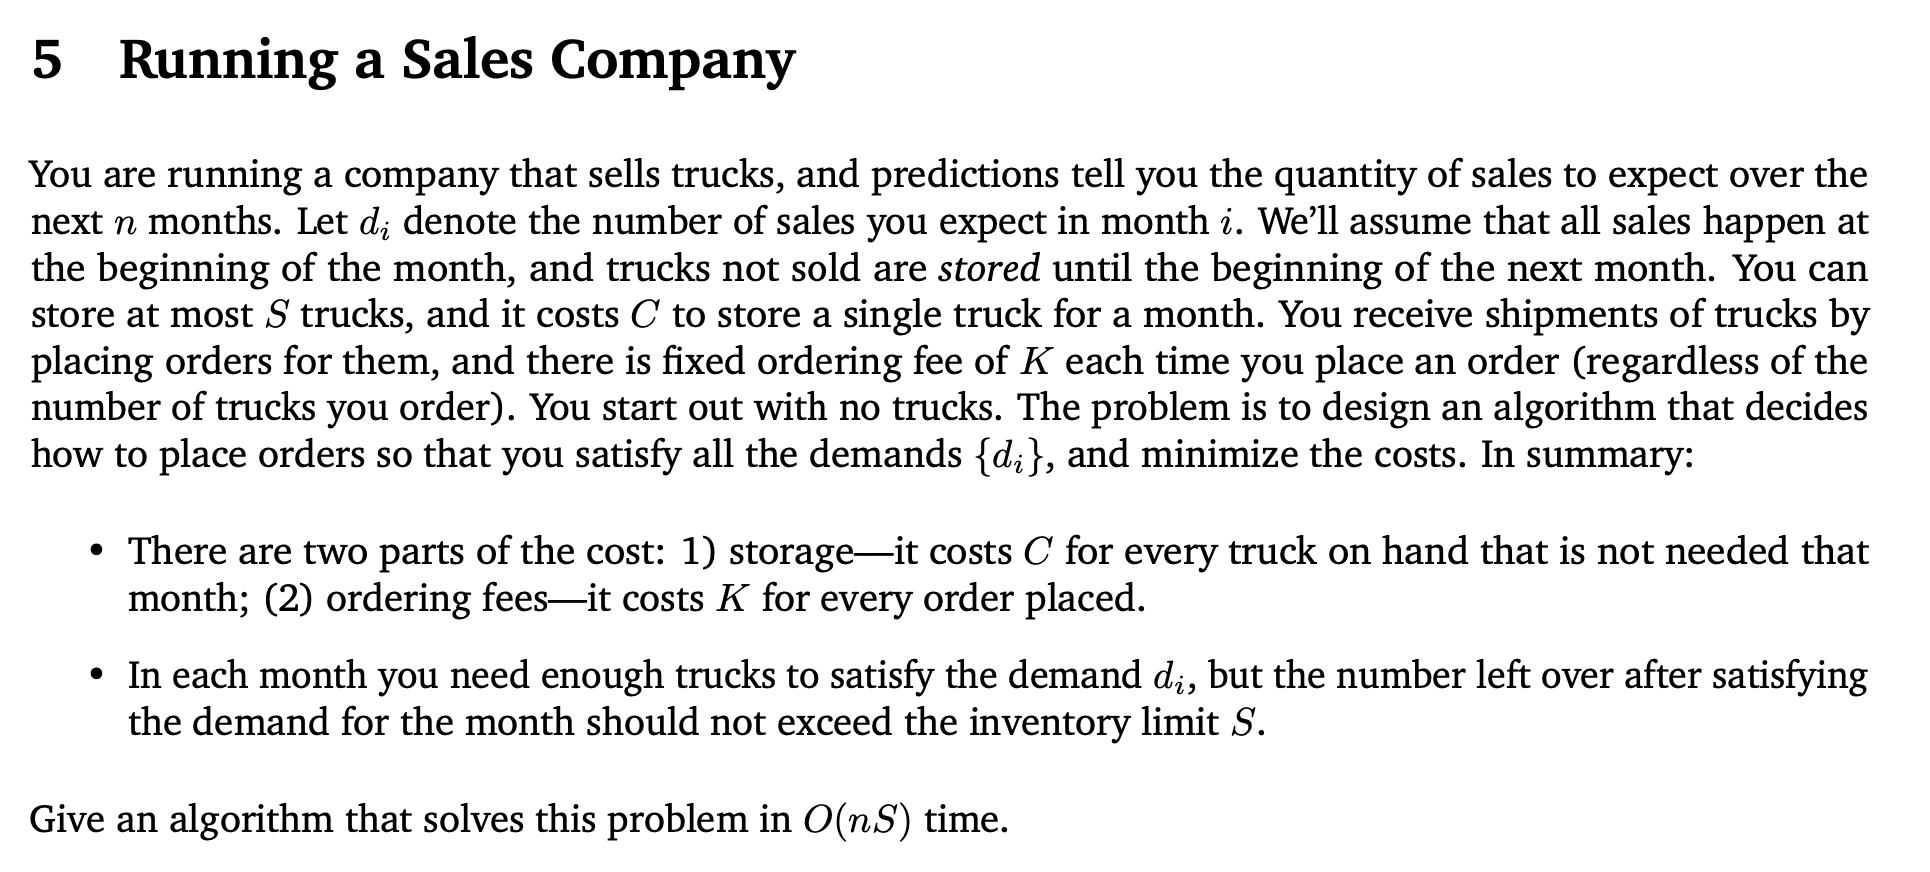 5 Running a Sales Company
You are running a company that sells trucks, and predictions tell you the quantity of sales to expect over the
next n months. Let dᵢ denote the number of sales you expect in month i. We’ll assume that all sales happen at
the beginning of the month, and trucks not sold are stored until the beginning of the next month. You can
store at most S trucks, and it costs C to store a single truck for a month. You receive shipments of trucks by
placing orders for them, and there is fixed ordering fee of K each time you place an order (regardless of the
number of trucks you order). You start out with no trucks. The problem is to design an algorithm that decides
how to place orders so that you satisfy all the demands {dᵢ}, and minimize the costs. In summary:
• There are two parts of the cost: 1) storage—it costs C for every truck on hand that is not needed that
month; (2) ordering fees—it costs K for every order placed.
• In each month you need enough trucks to satisfy the demand dᵢ, but the number left over after satisfying
the demand for the month should not exceed the inventory limit S.
Give an algorithm that solves this problem in O(nS) time.